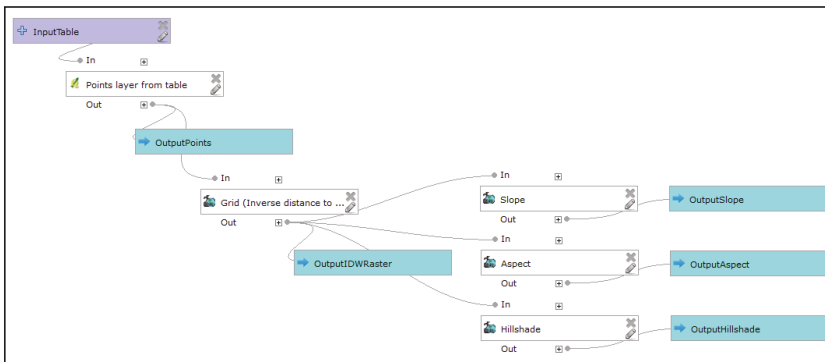 InputTable
In
Points layer from table
Out
OutputPoints
In
Grid (Inverse distance to ...
Out
OutputIDWRaster
In
Slope
Out
OutputSlope
In
Aspect
Out
OutputAspect
In
Hillshade
Out
OutputHillshade